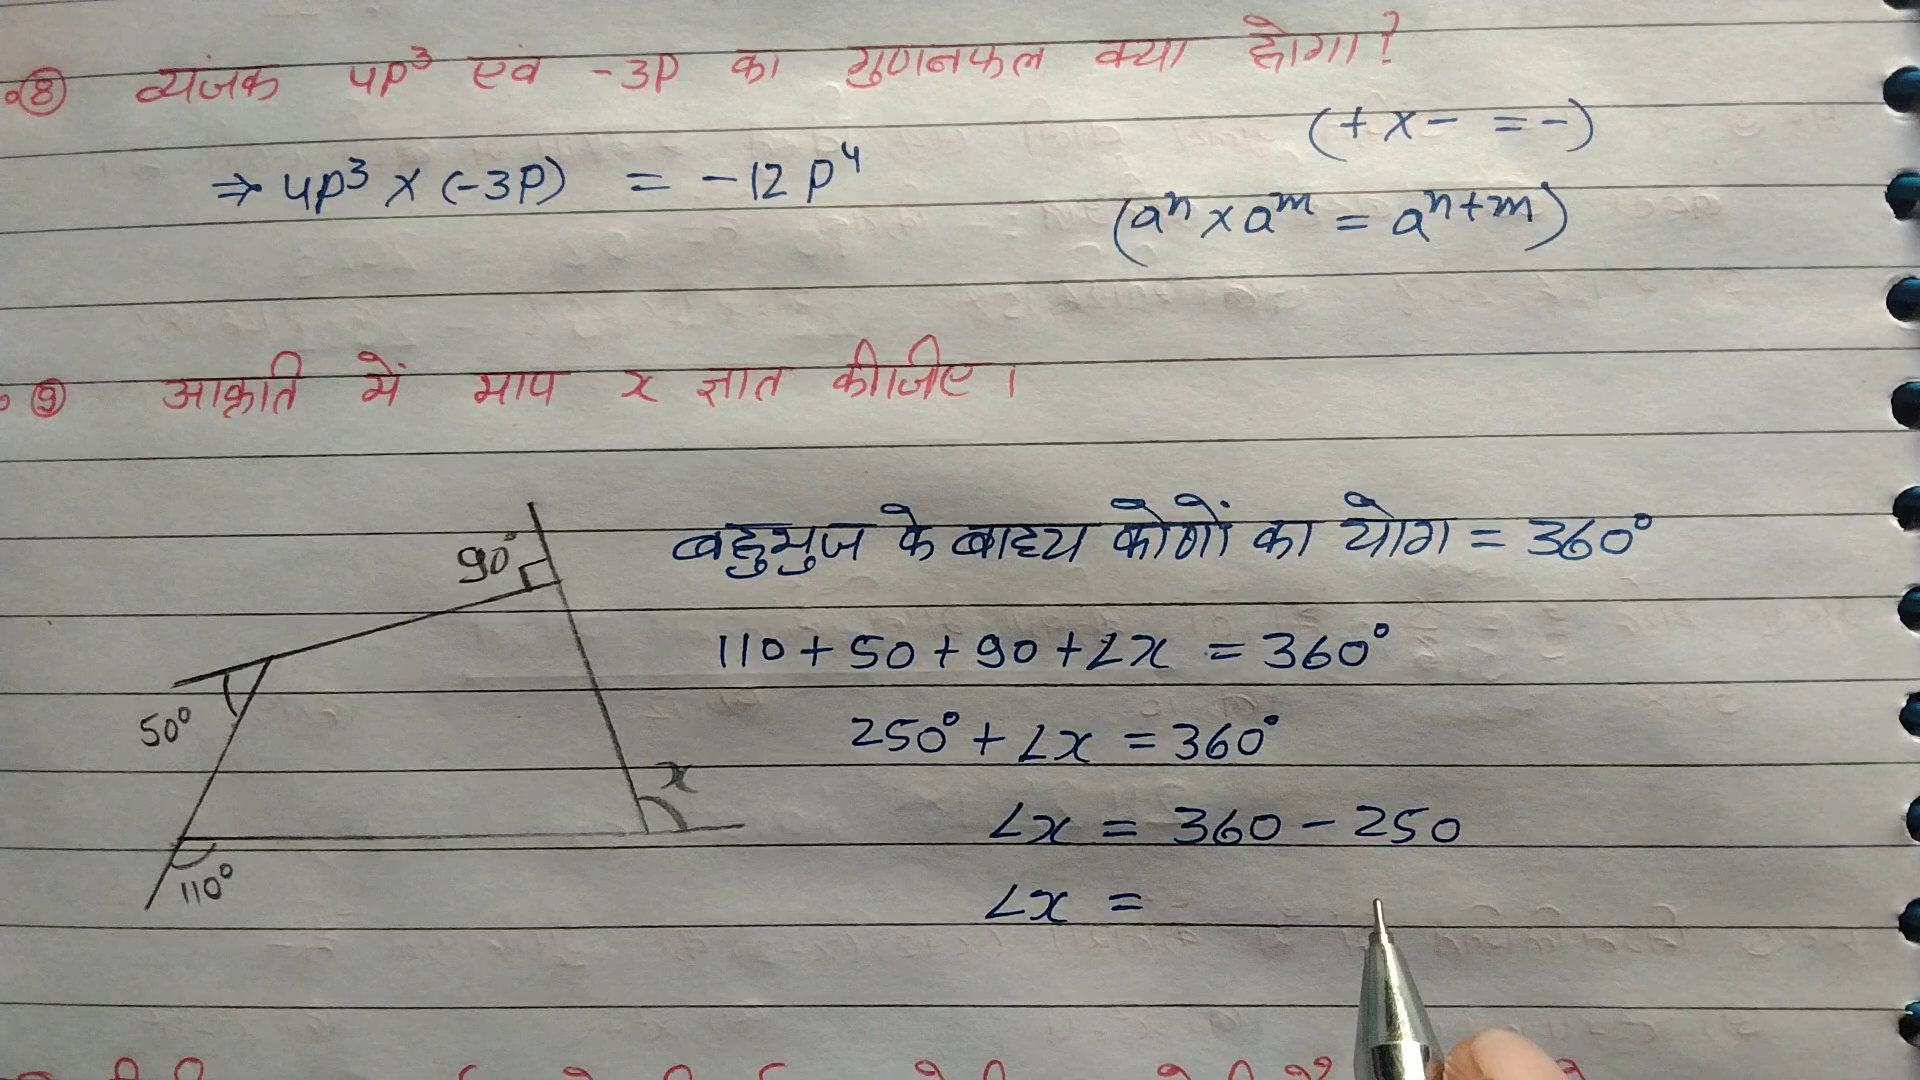 ⑧ व्यंजक 4p³ एवं -3p का गुणनफल क्या होगा?
(+ x - = -)
⇒ 4p³ x (-3p) = -12p⁴
(aⁿ x aᵐ = aⁿ⁺ᵐ)
⑨ आकृति में माप x ज्ञात कीजिए।
90°
50°
x
110°
बहुभुज के बाह्य कोणों का योग = 360°
110 + 50 + 90 + ∠x = 360°
250° + ∠x = 360°
∠x = 360 - 250
∠x =